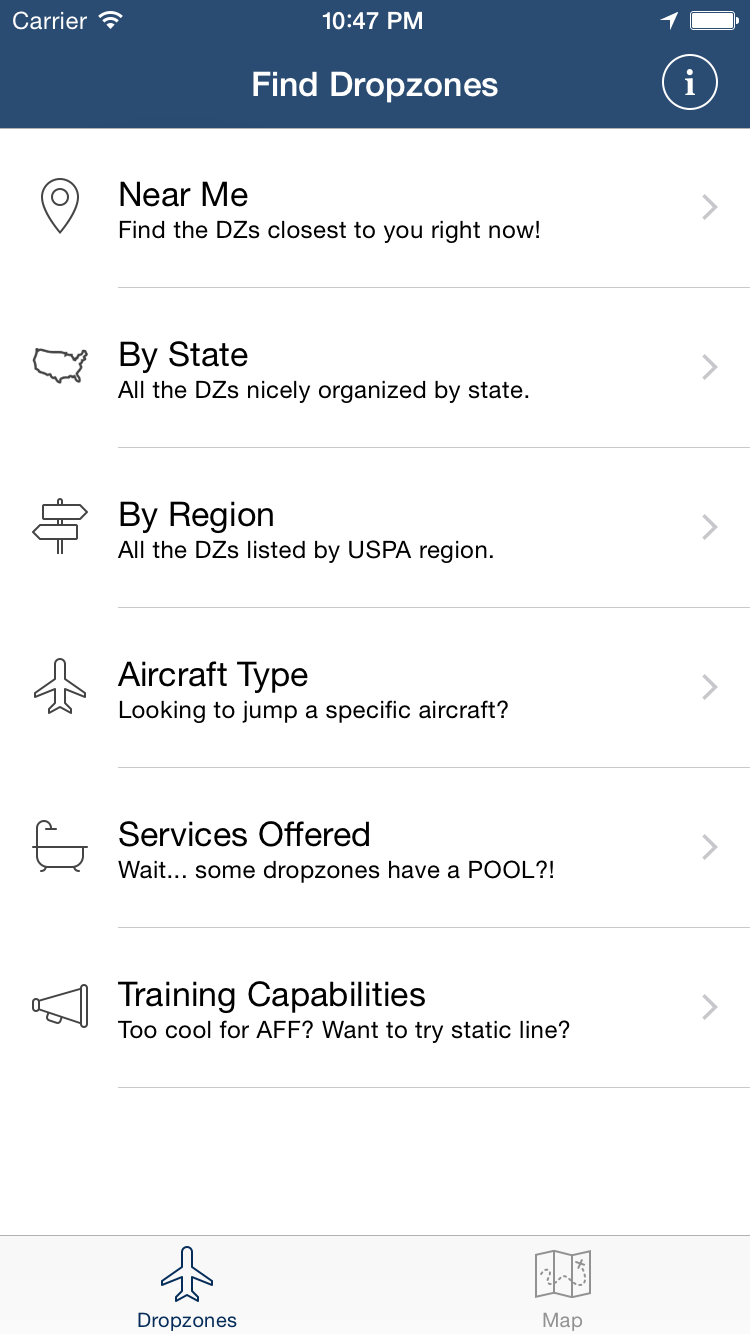 Carrier 10:47 PM
Find Dropzones
i
Near Me
Find the DZs closest to you right now!
By State
All the DZs nicely organized by state.
By Region
All the DZs listed by USPA region.
Aircraft Type
Looking to jump a specific aircraft?
Services Offered
Wait... some dropzones have a POOL?!
Training Capabilities
Too cool for AFF? Want to try static line?
Dropzones Map